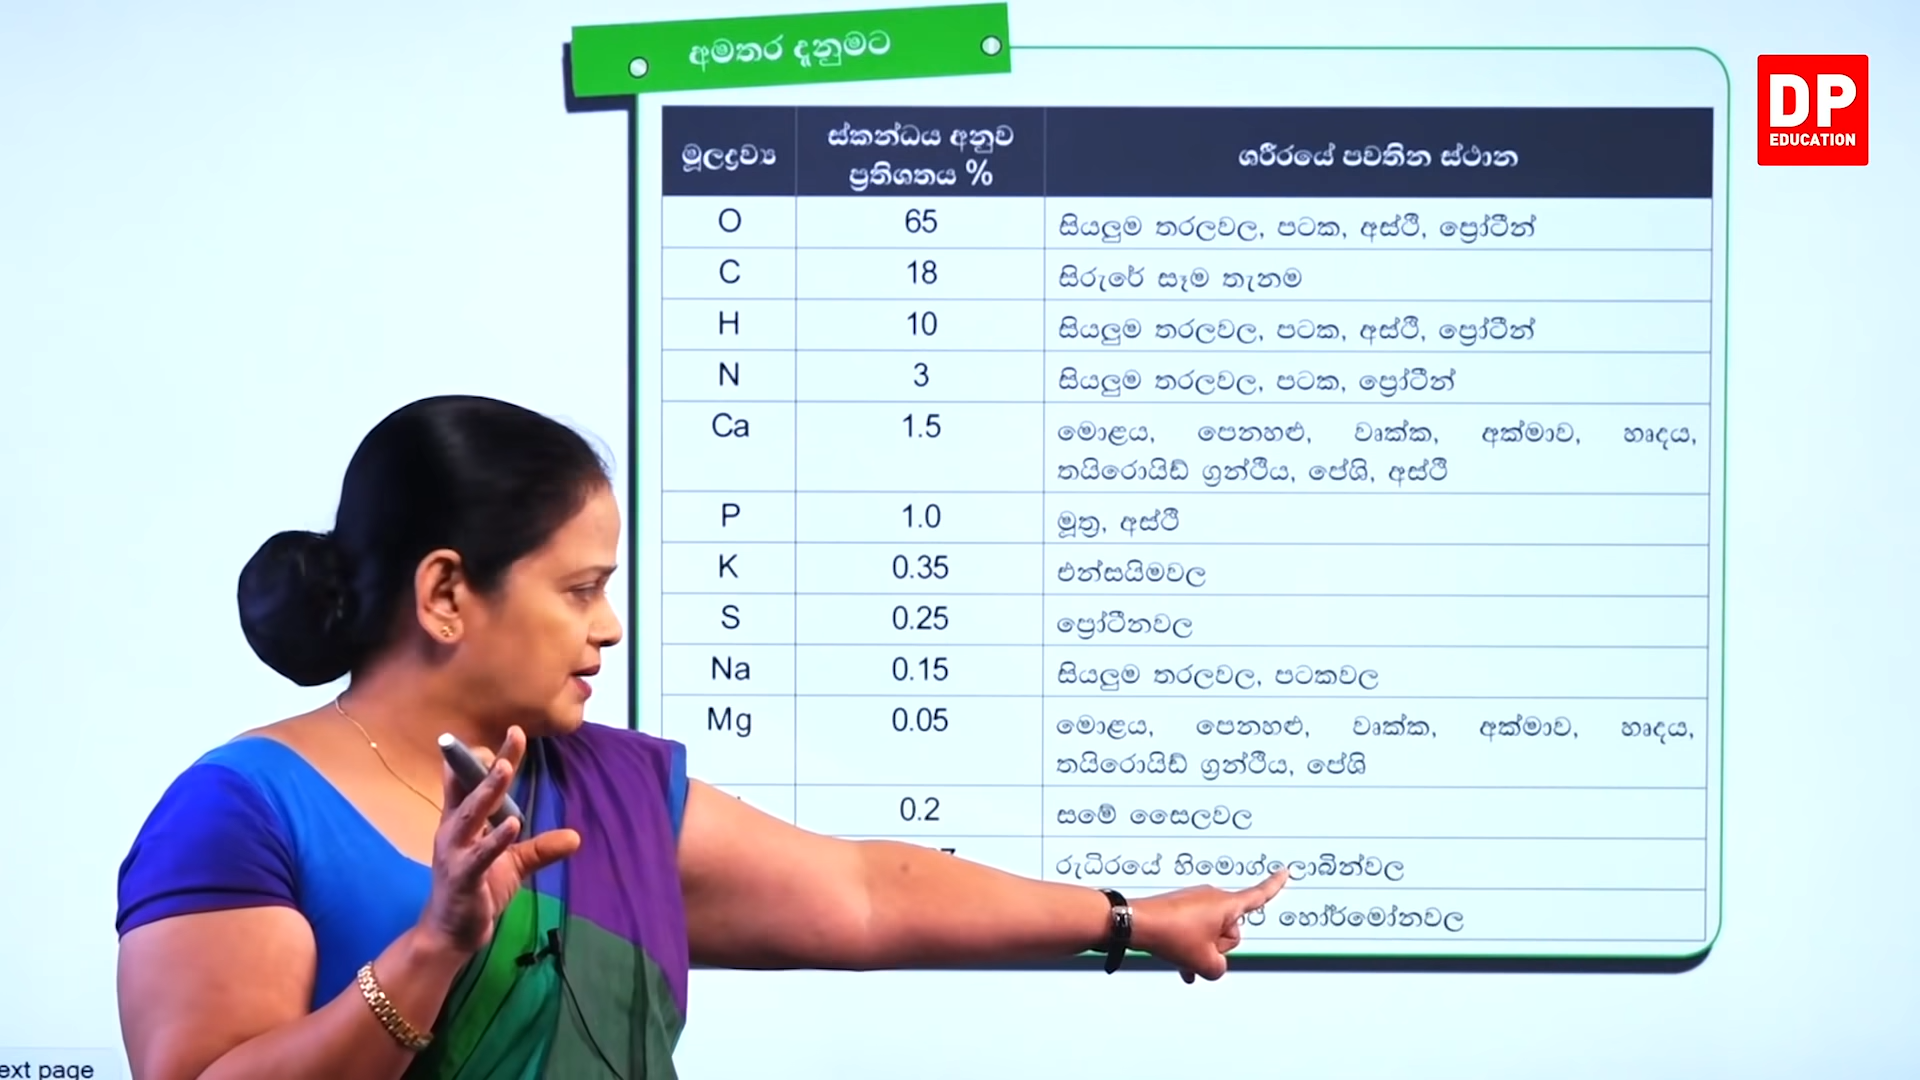 අමතර දැනුමට
DP
EDUCATION
මූලද්‍රව්‍ය
ස්කන්ධය අනුව
ප්‍රතිශතය %
ශරීරයේ පවතින ස්ථාන
O 65 සියලුම තරලවල, පටක, අස්ථි, ප්‍රෝටීන්
C 18 සිරුරේ සෑම තැනම
H 10 සියලුම තරලවල, පටක, අස්ථි, ප්‍රෝටීන්
N 3 සියලුම තරලවල, පටක, ප්‍රෝටීන්
Ca 1.5 මොළය, පෙනහළු, වෘක්ක, අක්මාව, හෘදය,
තයිරොයිඩ් ග්‍රන්ථිය, පේශි, අස්ථි
P 1.0 මූත්‍ර, අස්ථි
K 0.35 එන්සයිමවල
S 0.25 ප්‍රෝටීනවල
Na 0.15 සියලුම තරලවල, පටකවල
Mg 0.05 මොළය, පෙනහළු, වෘක්ක, අක්මාව, හෘදය,
තයිරොයිඩ් ග්‍රන්ථිය, පේශි
0.2 සමේ සෛලවල
රුධිරයේ හිමොග්ලොබින්වල
හෝර්මෝනවල
ext page